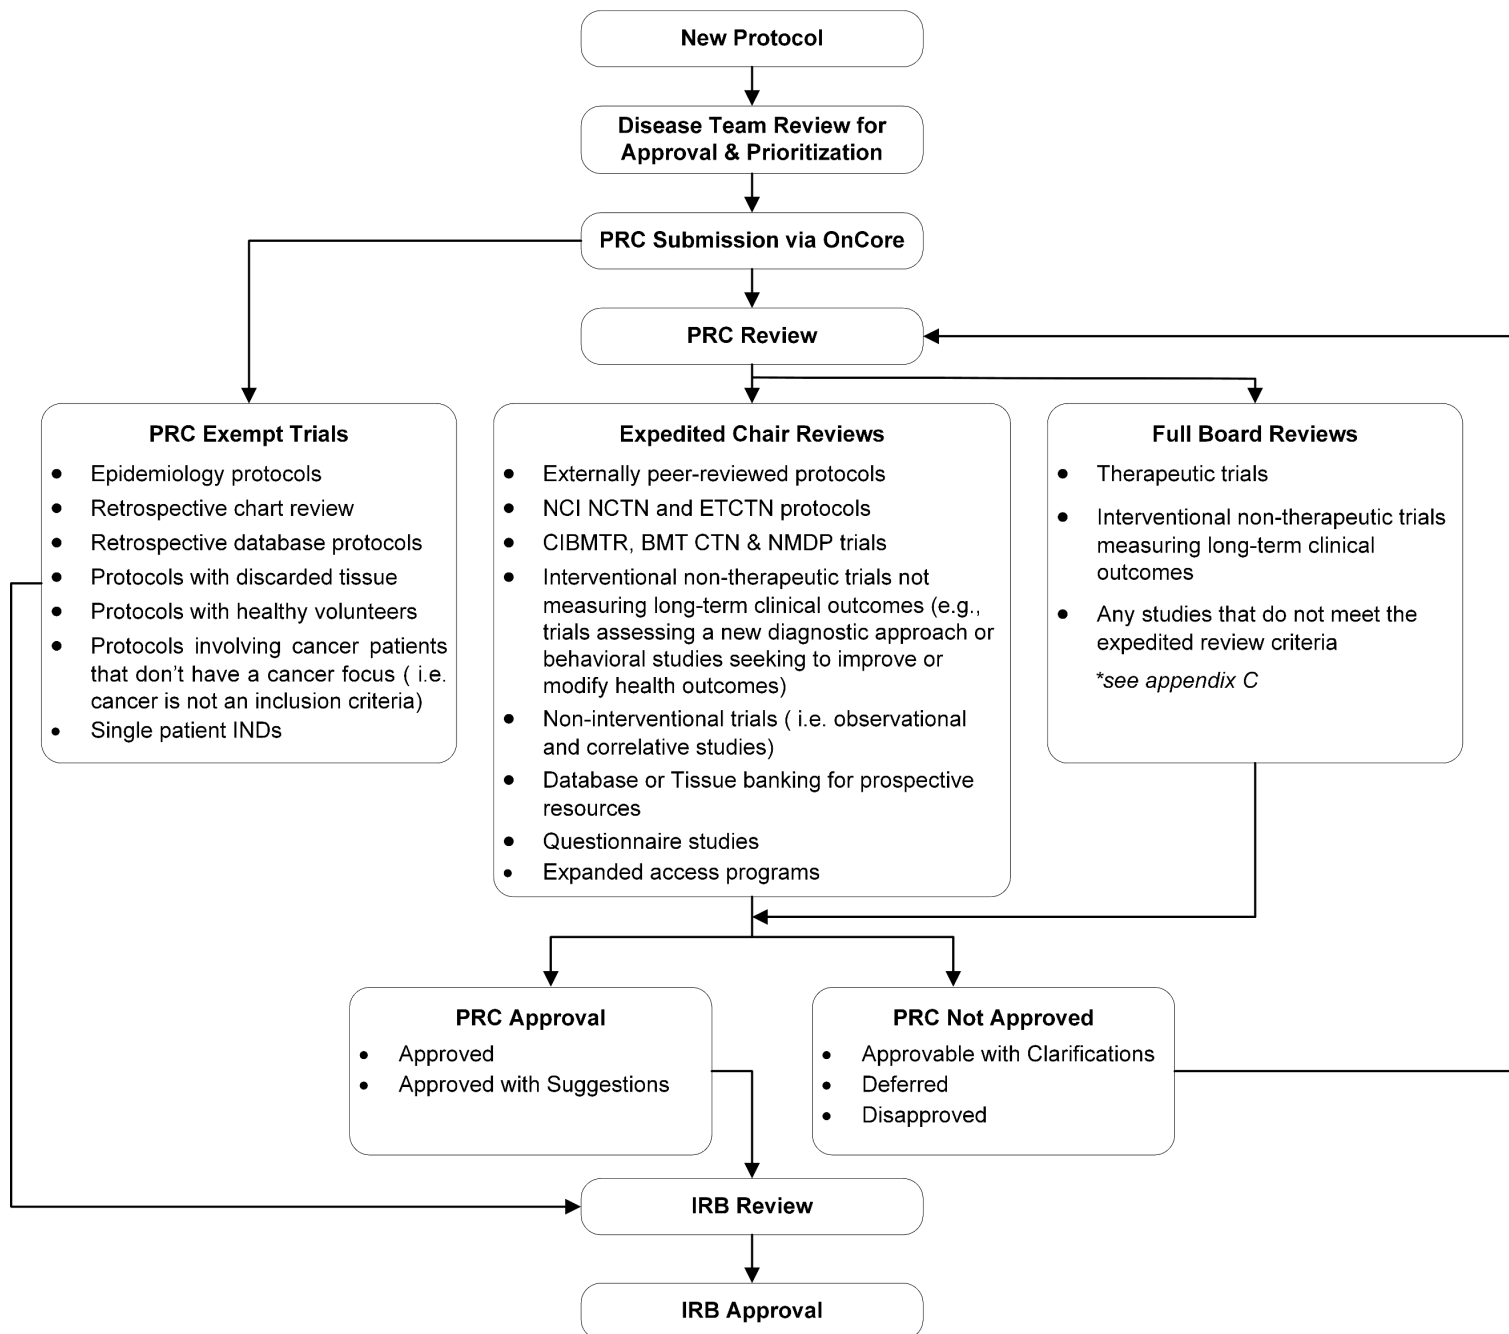 New Protocol
Disease Team Review for
Approval & Prioritization
PRC Submission via OnCore
PRC Review
PRC Exempt Trials
● Epidemiology protocols
● Retrospective chart review
● Retrospective database protocols
● Protocols with discarded tissue
● Protocols with healthy volunteers
● Protocols involving cancer patients
that don’t have a cancer focus ( i.e.
cancer is not an inclusion criteria)
● Single patient INDs
Expedited Chair Reviews
● Externally peer-reviewed protocols
● NCI NCTN and ETCTN protocols
● CIBMTR, BMT CTN & NMDP trials
● Interventional non-therapeutic trials not
measuring long-term clinical outcomes (e.g.,
trials assessing a new diagnostic approach or
behavioral studies seeking to improve or
modify health outcomes)
● Non-interventional trials ( i.e. observational
and correlative studies)
● Database or Tissue banking for prospective
resources
● Questionnaire studies
● Expanded access programs
Full Board Reviews
● Therapeutic trials
● Interventional non-therapeutic trials
measuring long-term clinical
outcomes
● Any studies that do not meet the
expedited review criteria
*see appendix C
PRC Approval
● Approved
● Approved with Suggestions
PRC Not Approved
● Approvable with Clarifications
● Deferred
● Disapproved
IRB Review
IRB Approval